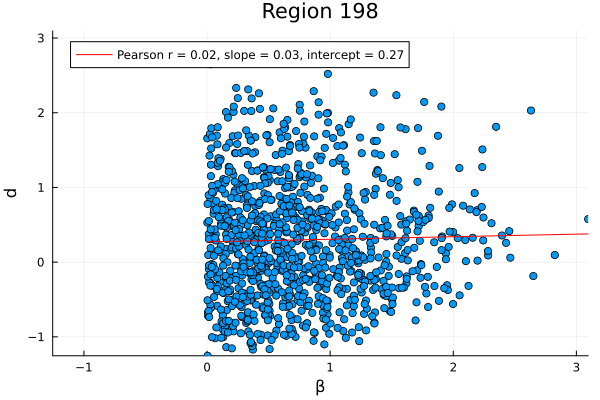 Region 198
Pearson r = 0.02, slope = 0.03, intercept = 0.27
3
2
1
0
−1
d
−1
0
1
2
3
β